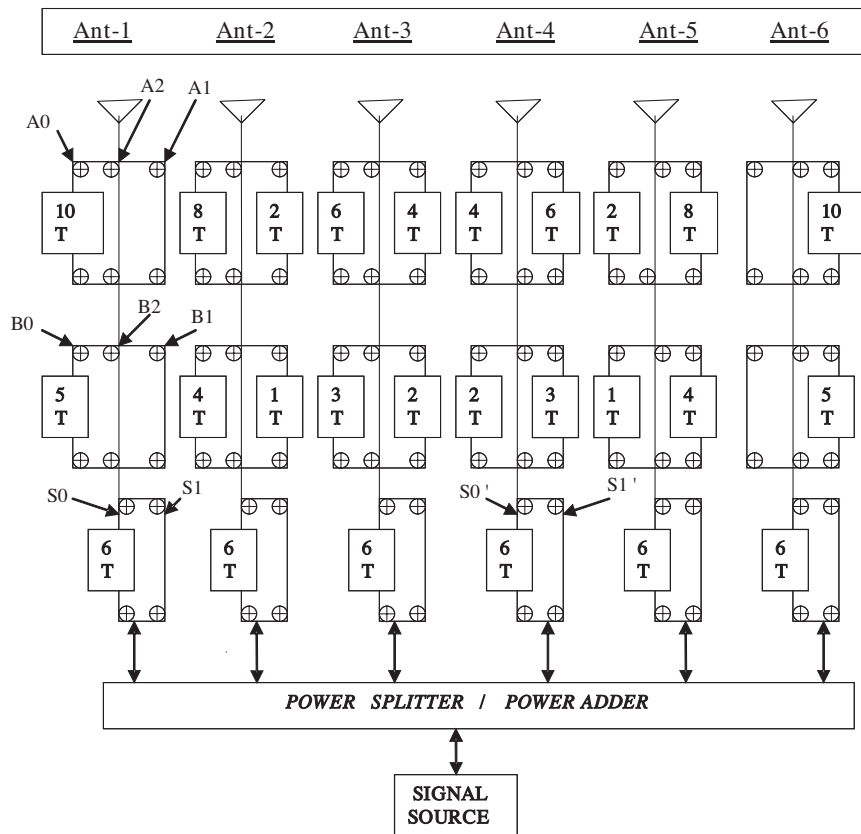 Ant-1 Ant-2 Ant-3 Ant-4 Ant-5 Ant-6
A2 A1
A0
10 8 2 6 4 4 6 2 8 10
T T T T T T T T T T
B2 B1
B0
5 4 1 3 2 2 3 1 4 5
T T T T T T T T T T
S0 S1 S0 ' S1 '
6 6 6 6 6 6
T T T T T T
POWER SPLITTER / POWER ADDER
SIGNAL
SOURCE